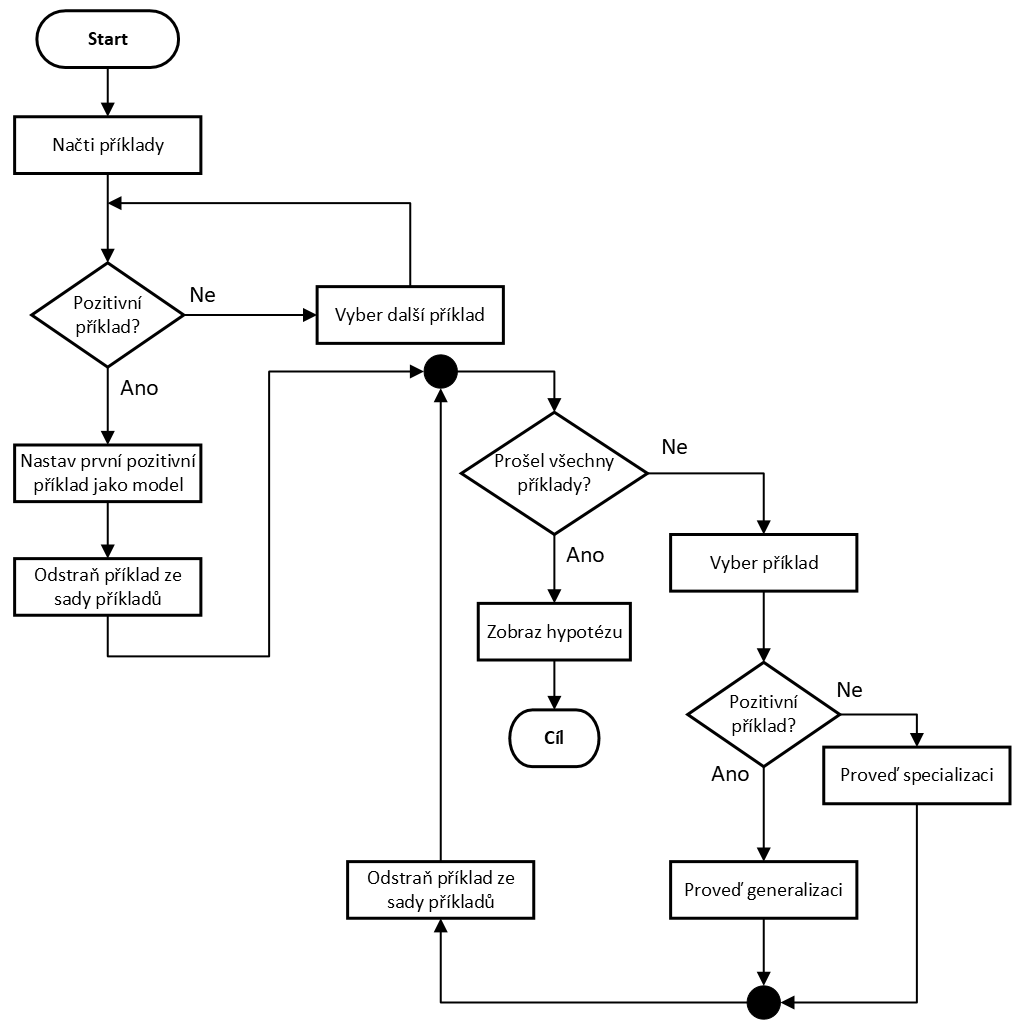 Start
Načti příklady
Pozitivní
příklad?
Ne
Vyber další příklad
Ano
Nastav první pozitivní
příklad jako model
Odstraň příklad ze
sady příkladů
Prošel všechny
příklady?
Ne
Ano
Vyber příklad
Zobraz hypotézu
Cíl
Pozitivní
příklad?
Ne
Ano
Proveď specializaci
Proveď generalizaci
Odstraň příklad ze
sady příkladů